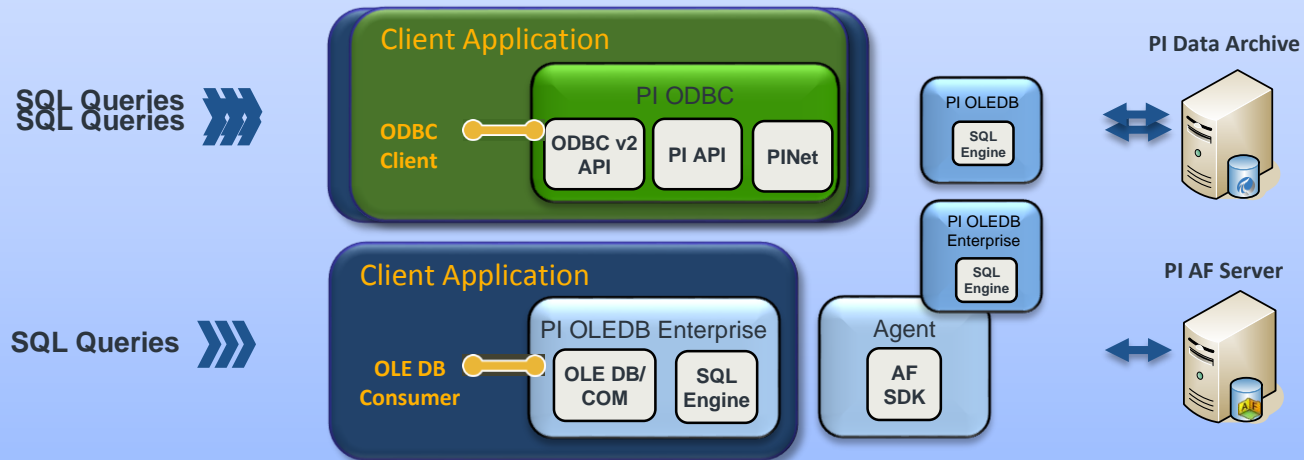 Client Application
PI Data Archive
SQL Queries
SQL Queries
PI ODBC
ODBC
Client
ODBC v2
API
PI API
PINet
PI OLEDB
SQL
Engine
PI OLEDB
Enterprise
SQL
Engine
Client Application
PI AF Server
SQL Queries
PI OLEDB Enterprise
OLE DB
Consumer
OLE DB/
COM
SQL
Engine
Agent
AF
SDK